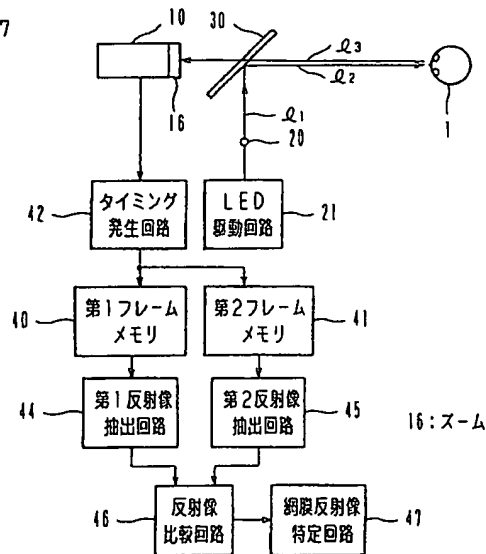 7
10
30
16
ℓ3
ℓ2
ℓ1
20
1
42
タイミング
発生回路
LED
駆動回路
21
40
第1フレーム
メモリ
第2フレーム
メモリ
41
44
第1反射像
抽出回路
第2反射像
抽出回路
45
16:ズーム
46
反射像
比較回路
網膜反射像
特定回路
47